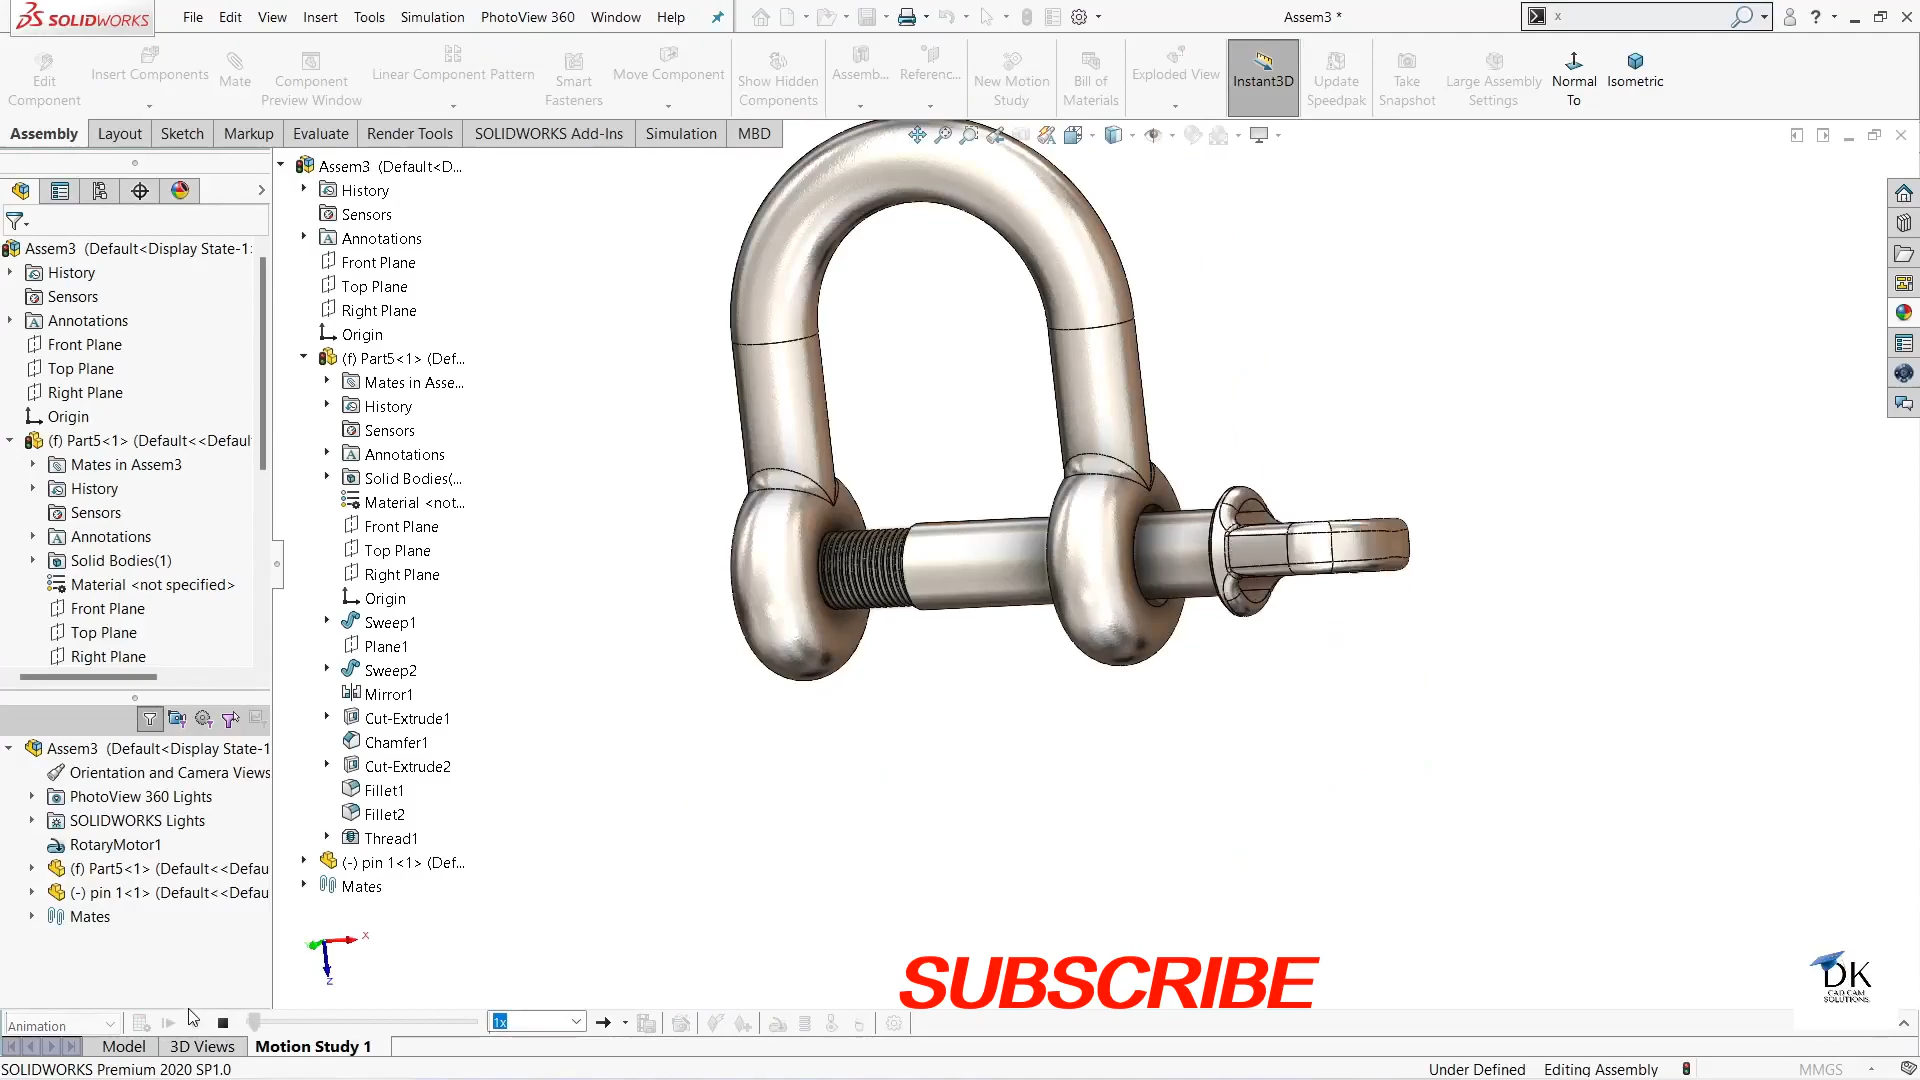 SOLIDWORKS File Edit View Insert Tools Simulation PhotoView 360 Window Help Assem3 * x ?
Edit Component
Insert Components
Mate
Component Preview Window
Linear Component Pattern
Smart Fasteners
Move Component
Show Hidden Components
Assemb...
Referenc...
New Motion Study
Bill of Materials
Exploded View
Instant3D
Update Speedpak
Take Snapshot
Large Assembly Settings
Normal To
Isometric
Assembly Layout Sketch Markup Evaluate Render Tools SOLIDWORKS Add-Ins Simulation MBD
Assem3 (Default<Display State-1
History
Sensors
Annotations
Front Plane
Top Plane
Right Plane
Origin
(f) Part5<1> (Default<<Defaul
Mates in Assem3
History
Sensors
Annotations
Solid Bodies(1)
Material <not specified>
Front Plane
Top Plane
Right Plane
Assem3 (Default<Display State-1
Orientation and Camera Views
PhotoView 360 Lights
SOLIDWORKS Lights
RotaryMotor1
(f) Part5<1> (Default<<Defau
(-) pin 1<1> (Default<<Defau
Mates
Assem3 (Default<D...
History
Sensors
Annotations
Front Plane
Top Plane
Right Plane
Origin
(f) Part5<1> (Def...
Mates in Asse...
History
Sensors
Annotations
Solid Bodies(...
Material <not...
Front Plane
Top Plane
Right Plane
Origin
Sweep1
Plane1
Sweep2
Mirror1
Cut-Extrude1
Chamfer1
Cut-Extrude2
Fillet1
Fillet2
Thread1
(-) pin 1<1> (Def...
Mates
x
z
SUBSCRIBE
DK
CAD CAM
SOLUTIONS.
Animation 1x
Model 3D Views Motion Study 1
SOLIDWORKS Premium 2020 SP1.0 Under Defined Editing Assembly MMGS